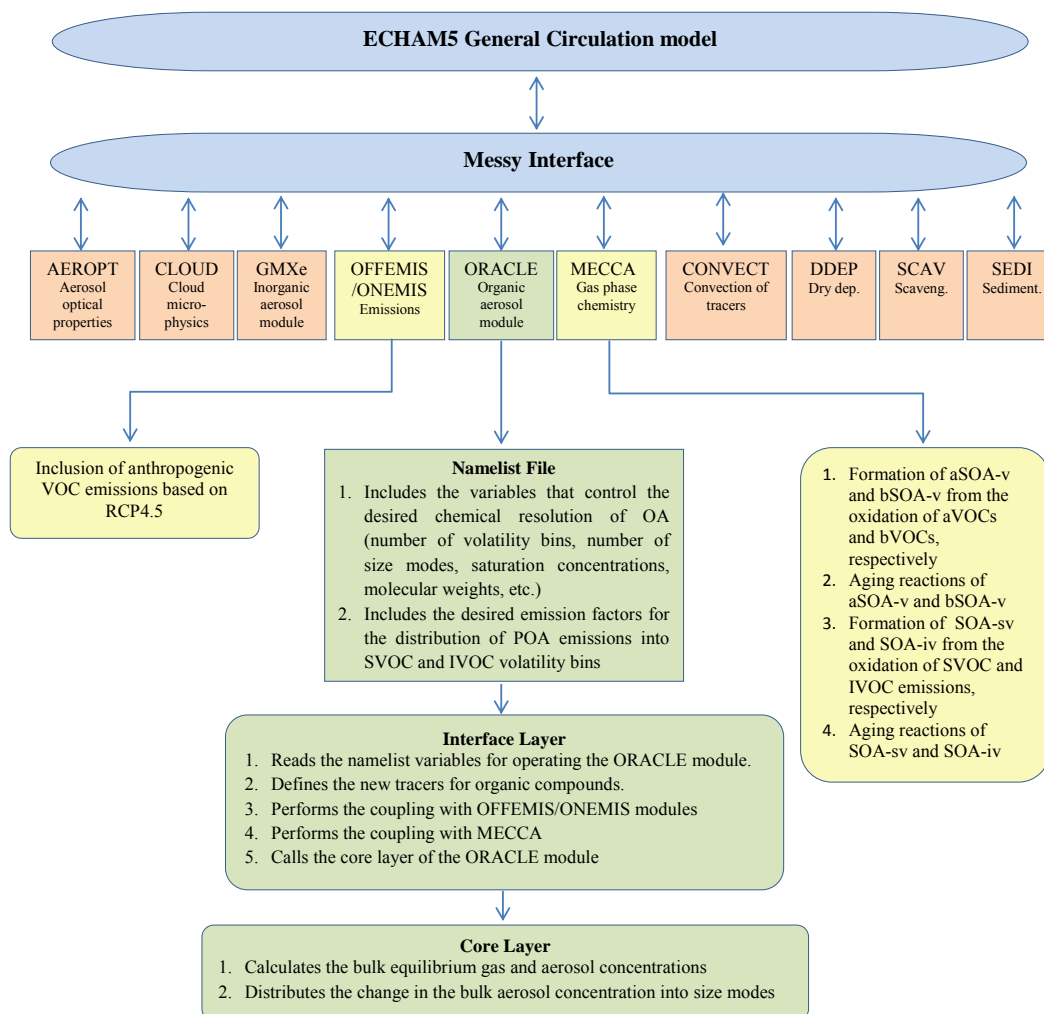 ECHAM5 General Circulation model
Messy Interface
AEROPT
Aerosol
optical
properties
CLOUD
Cloud
micro-
physics
GMXe
Inorganic
aerosol
module
OFFEMIS
/ONEMIS
Emissions
ORACLE
Organic
aerosol
module
MECCA
Gas phase
chemistry
CONVECT
Convection of
tracers
DDEP
Dry dep.
SCAV
Scaveng.
SEDI
Sediment.
Inclusion of anthropogenic
VOC emissions based on
RCP4.5
Namelist File
1. Includes the variables that control the
desired chemical resolution of OA
(number of volatility bins, number of
size modes, saturation concentrations,
molecular weights, etc.)
2. Includes the desired emission factors for
the distribution of POA emissions into
SVOC and IVOC volatility bins
1. Formation of aSOA-v
and bSOA-v from the
oxidation of aVOCs
and bVOCs,
respectively
2. Aging reactions of
aSOA-v and bSOA-v
3. Formation of SOA-sv
and SOA-iv from the
oxidation of SVOC and
IVOC emissions,
respectively
4. Aging reactions of
SOA-sv and SOA-iv
Interface Layer
1. Reads the namelist variables for operating the ORACLE module.
2. Defines the new tracers for organic compounds.
3. Performs the coupling with OFFEMIS/ONEMIS modules
4. Performs the coupling with MECCA
5. Calls the core layer of the ORACLE module
Core Layer
1. Calculates the bulk equilibrium gas and aerosol concentrations
2. Distributes the change in the bulk aerosol concentration into size modes